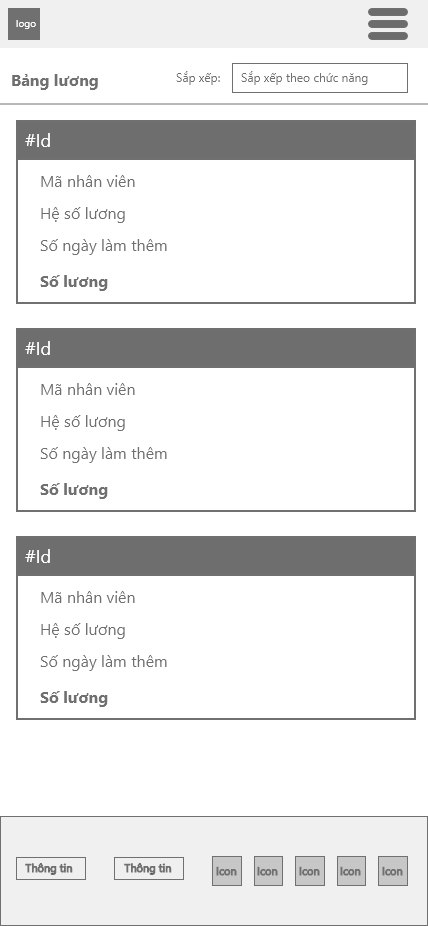 logo
Bảng lương
Sắp xếp:
Sắp xếp theo chức năng
#Id
Mã nhân viên
Hệ số lương
Số ngày làm thêm
Số lương
#Id
Mã nhân viên
Hệ số lương
Số ngày làm thêm
Số lương
#Id
Mã nhân viên
Hệ số lương
Số ngày làm thêm
Số lương
Thông tin
Thông tin
Icon
Icon
Icon
Icon
Icon